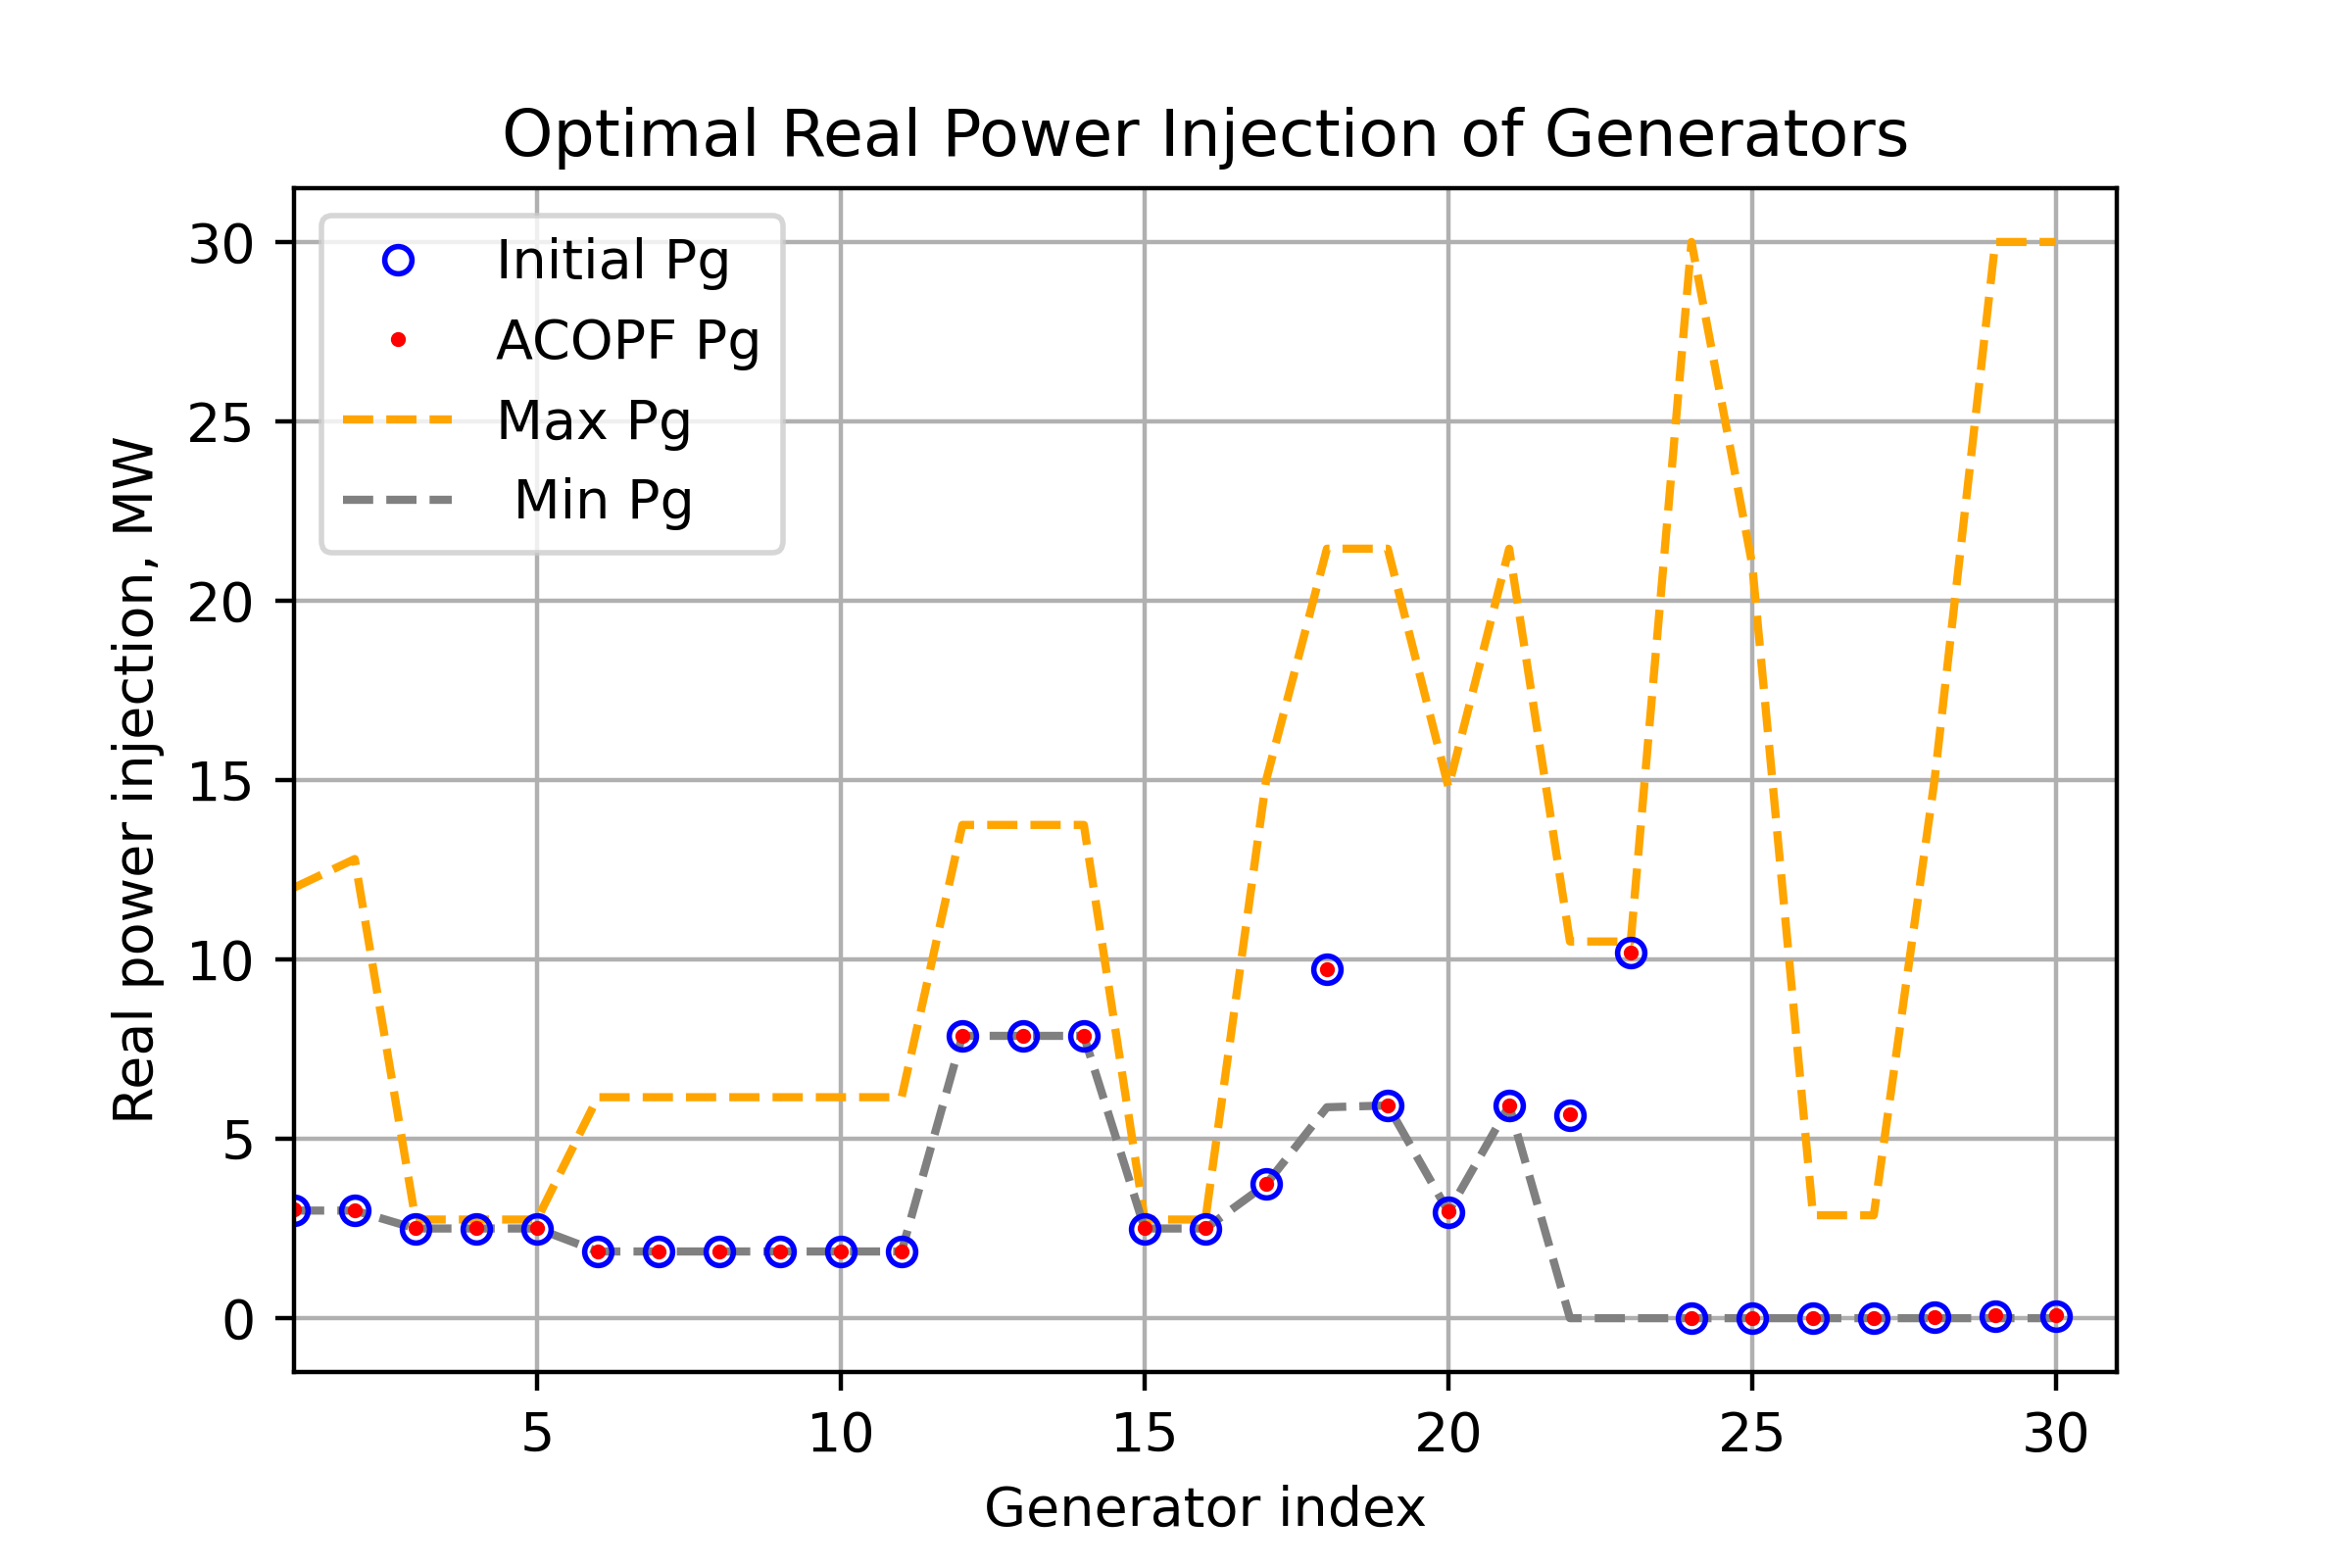 Optimal Real Power Injection of Generators
Real power injection, MW
30
25
20
15
10
5
0
Initial Pg
ACOPF Pg
Max Pg
Min Pg
5 10 15 20 25 30
Generator index